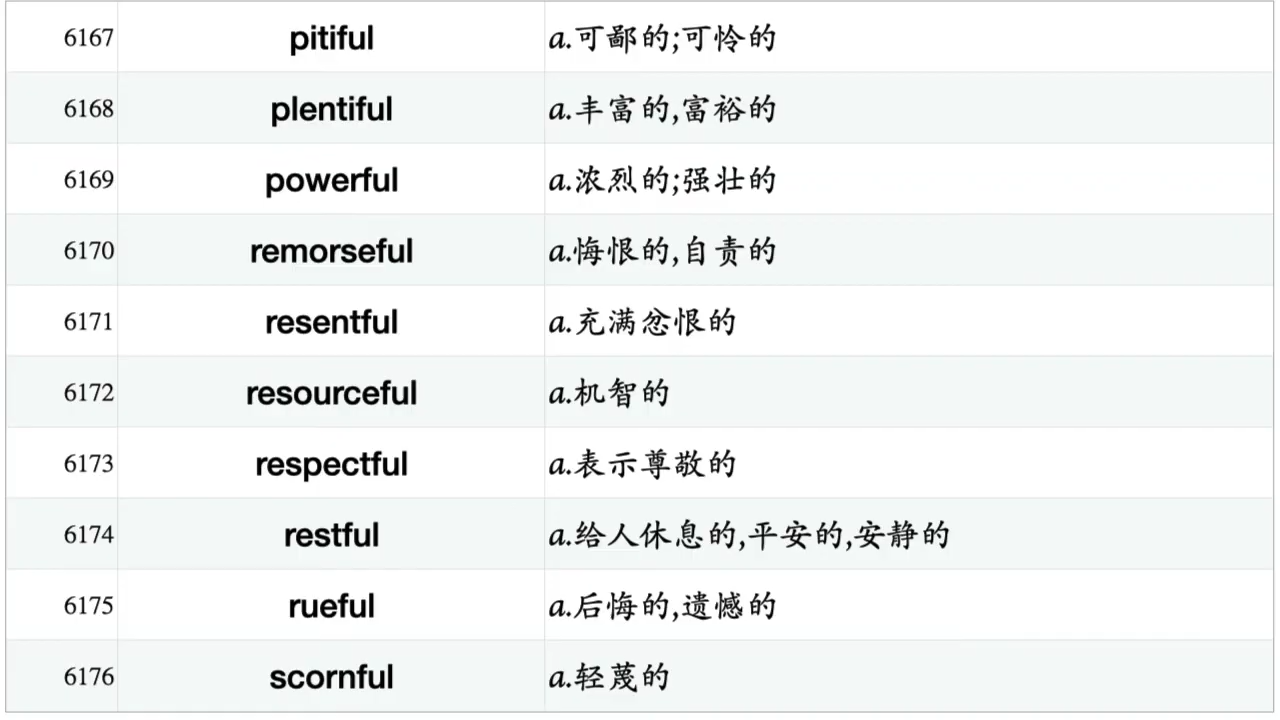 6167 pitiful a.可鄙的;可怜的
6168 plentiful a.丰富的,富裕的
6169 powerful a.浓烈的;强壮的
6170 remorseful a.悔恨的,自责的
6171 resentful a.充满忿恨的
6172 resourceful a.机智的
6173 respectful a.表示尊敬的
6174 restful a.给人休息的,平安的,安静的
6175 rueful a.后悔的,遗憾的
6176 scornful a.轻蔑的